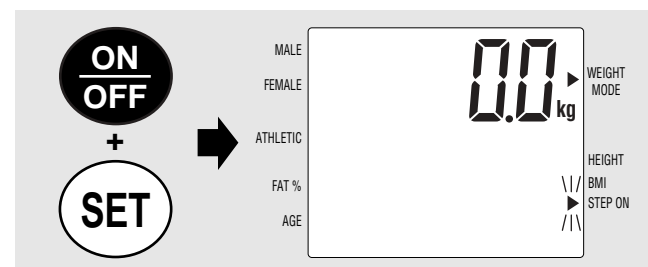 ON
OFF
+
SET
MALE
FEMALE
ATHLETIC
FAT %
AGE
0.0 kg
WEIGHT
MODE
HEIGHT
BMI
STEP ON